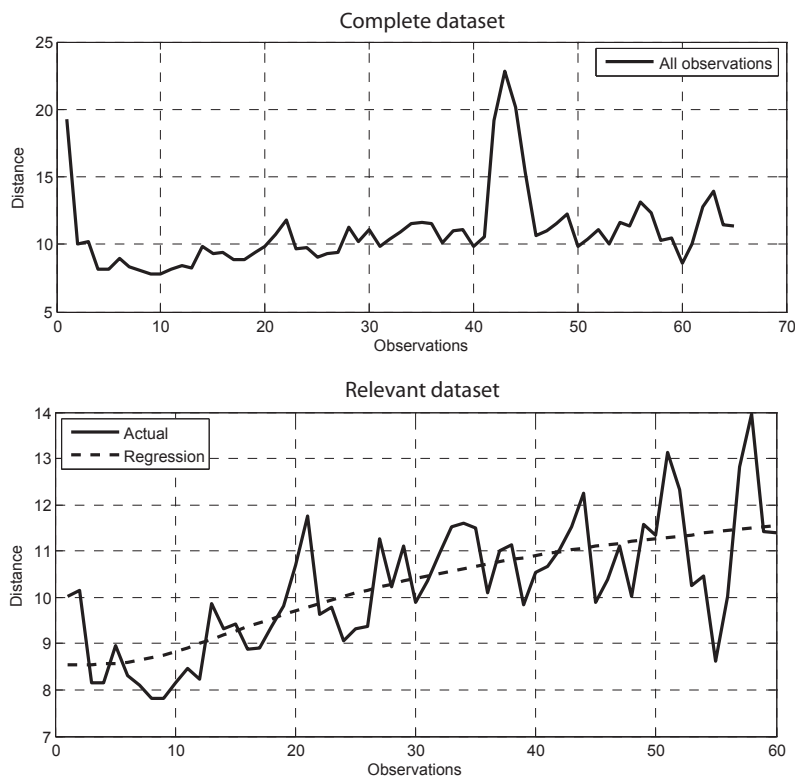 Complete dataset
25
20
15
10
5
Distance
All observations
0 10 20 30 40 50 60 70
Observations
Relevant dataset
14
13
12
11
10
9
8
7
Distance
Actual
Regression
0 10 20 30 40 50 60
Observations